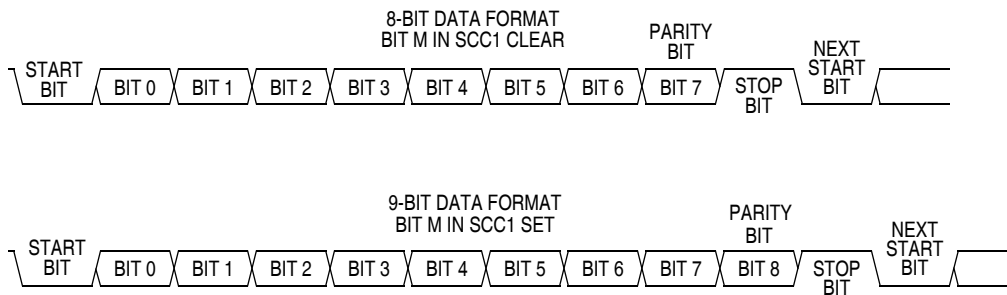 8-BIT DATA FORMAT
BIT M IN SCC1 CLEAR
PARITY
BIT
START
BIT
BIT 0
BIT 1
BIT 2
BIT 3
BIT 4
BIT 5
BIT 6
BIT 7
STOP
BIT
NEXT
START
BIT
9-BIT DATA FORMAT
BIT M IN SCC1 SET
PARITY
BIT
START
BIT
BIT 0
BIT 1
BIT 2
BIT 3
BIT 4
BIT 5
BIT 6
BIT 7
BIT 8
STOP
BIT
NEXT
START
BIT